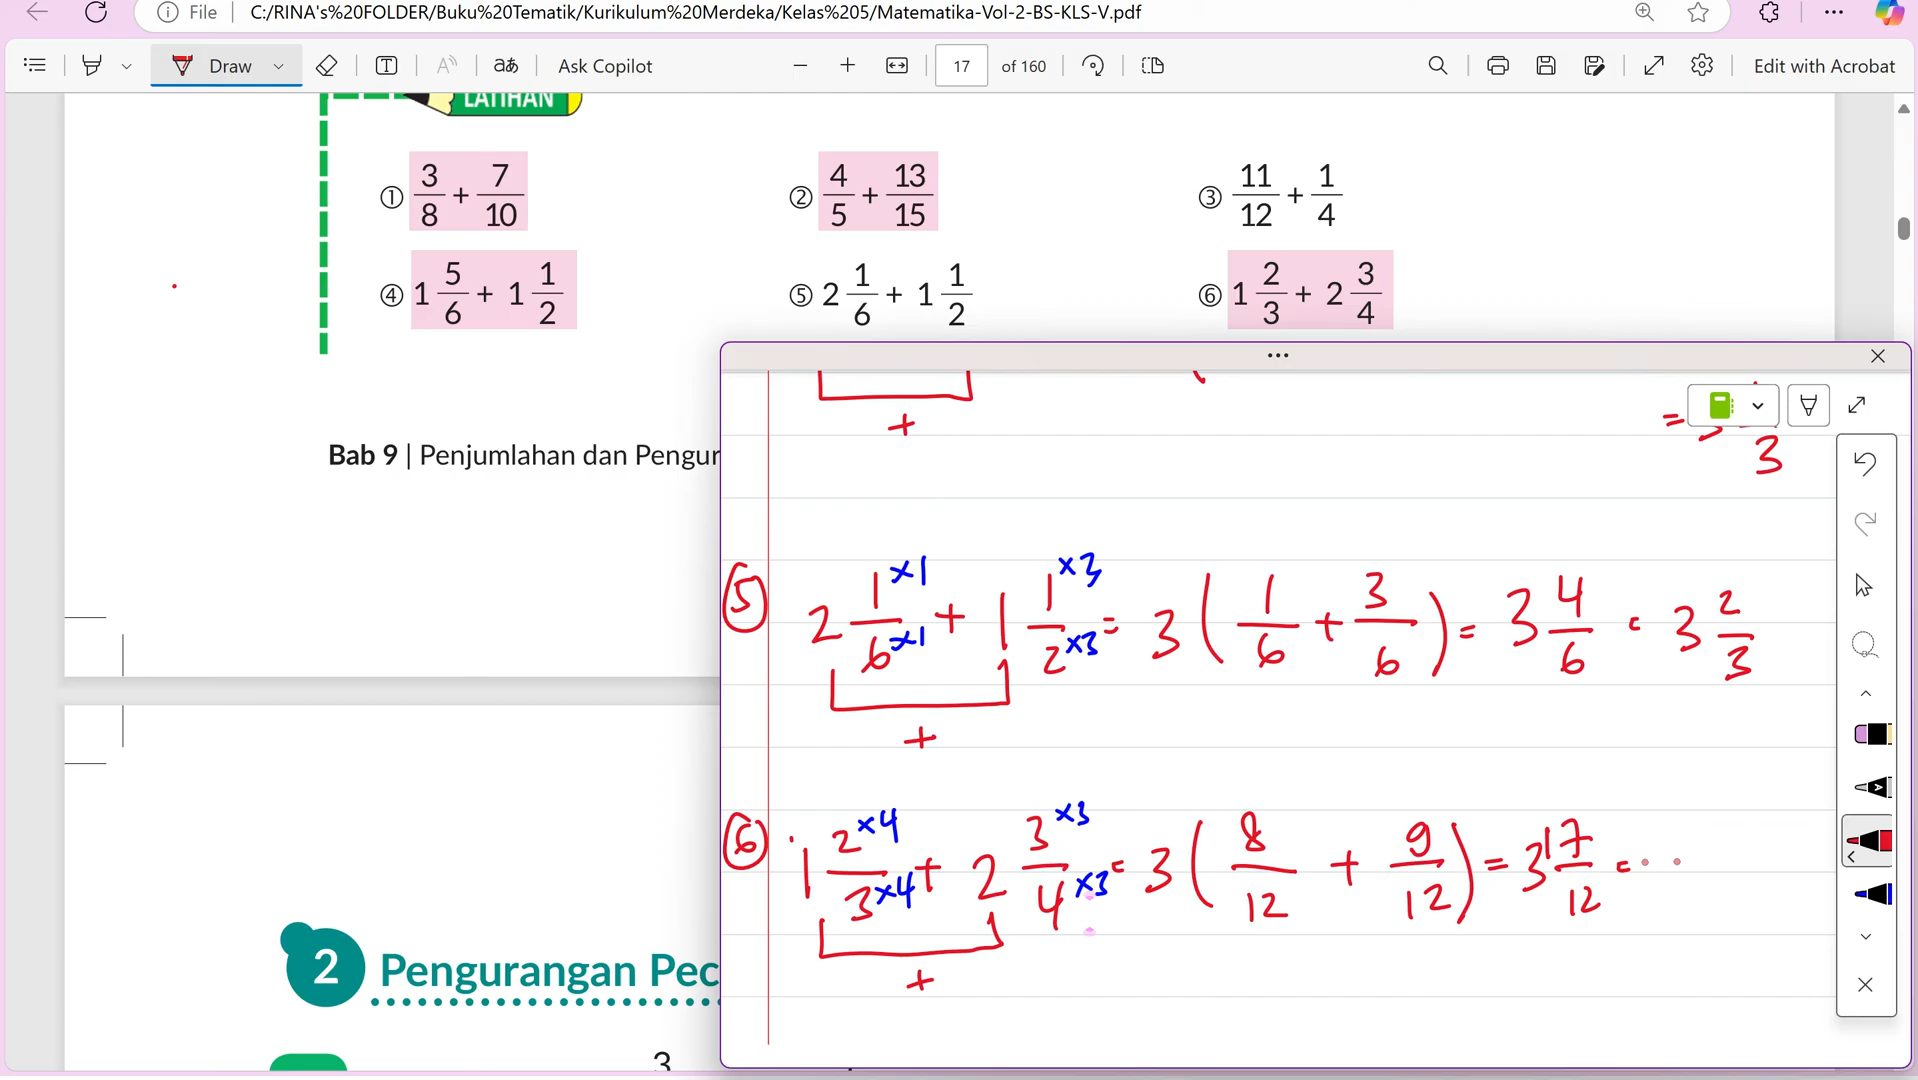 File C:/RINA's%20FOLDER/Buku%20Tematik/Kurikulum%20Merdeka/Kelas%205/Matematika-Vol-2-BS-KLS-V.pdf
Draw T A aあ Ask Copilot 17 of 160 Edit with Acrobat
LATIHAN
① 3/8 + 7/10 ② 4/5 + 13/15 ③ 11/12 + 1/4
④ 1 5/6 + 1 1/2 ⑤ 2 1/6 + 1 1/2 ⑥ 1 2/3 + 2 3/4
Bab 9 | Penjumlahan dan Pengur
+
= 3
3
⑤ 2 1/6 ×1 ×1 + 1 1/2 ×3 ×3 = 3 ( 1/6 + 3/6 ) = 3 4/6 = 3 2/3
+
⑥ 1 2/3 ×4 ×4 + 2 3/4 ×3 ×3 = 3 ( 8/12 + 9/12 ) = 3 17/12 =
+
2 Pengurangan Pec
3